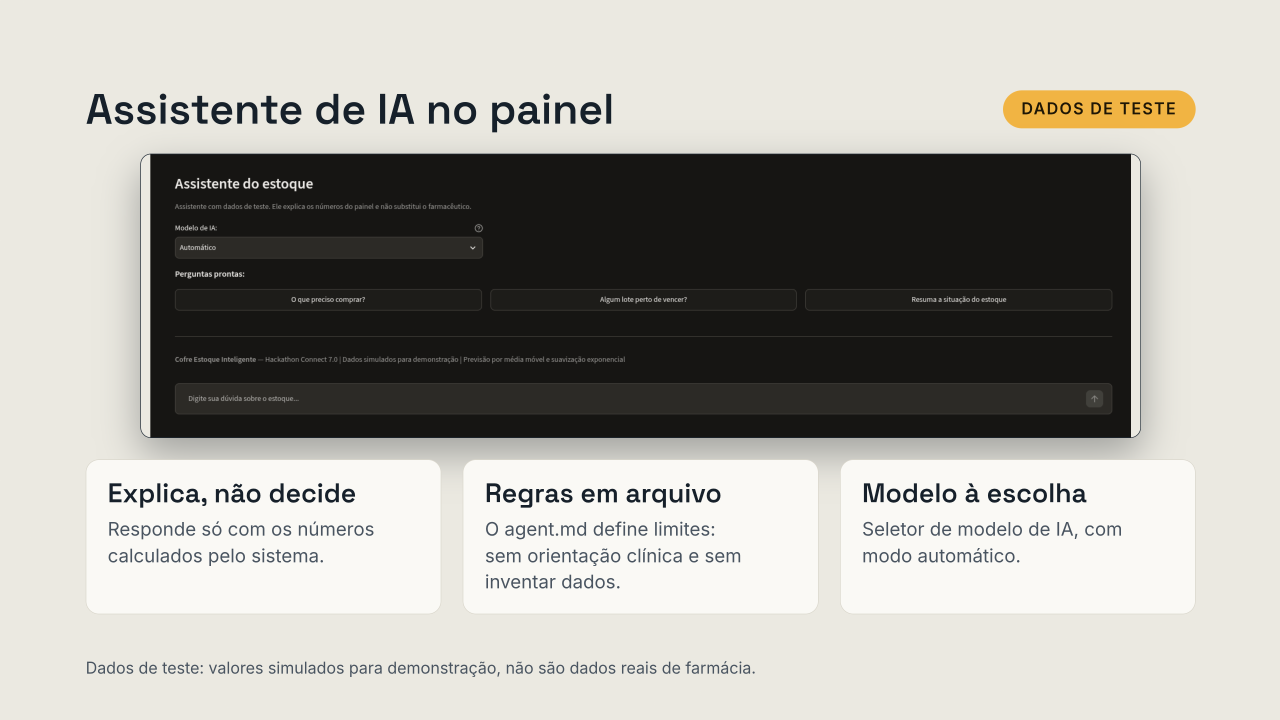 Assistente de IA no painel
DADOS DE TESTE
Assistente do estoque
Assistente com dados de teste. Ele explica os números do painel e não substitui o farmacêutico.
Modelo de IA:
Automático
Perguntas prontas:
O que preciso comprar?
Algum lote perto de vencer?
Resuma a situação do estoque
Cofre Estoque Inteligente — Hackathon Connect 7.0 | Dados simulados para demonstração | Previsão por média móvel e suavização exponencial
Digite sua dúvida sobre o estoque...
Explica, não decide
Responde só com os números
calculados pelo sistema.
Regras em arquivo
O agent.md define limites:
sem orientação clínica e sem
inventar dados.
Modelo à escolha
Seletor de modelo de IA, com
modo automático.
Dados de teste: valores simulados para demonstração, não são dados reais de farmácia.